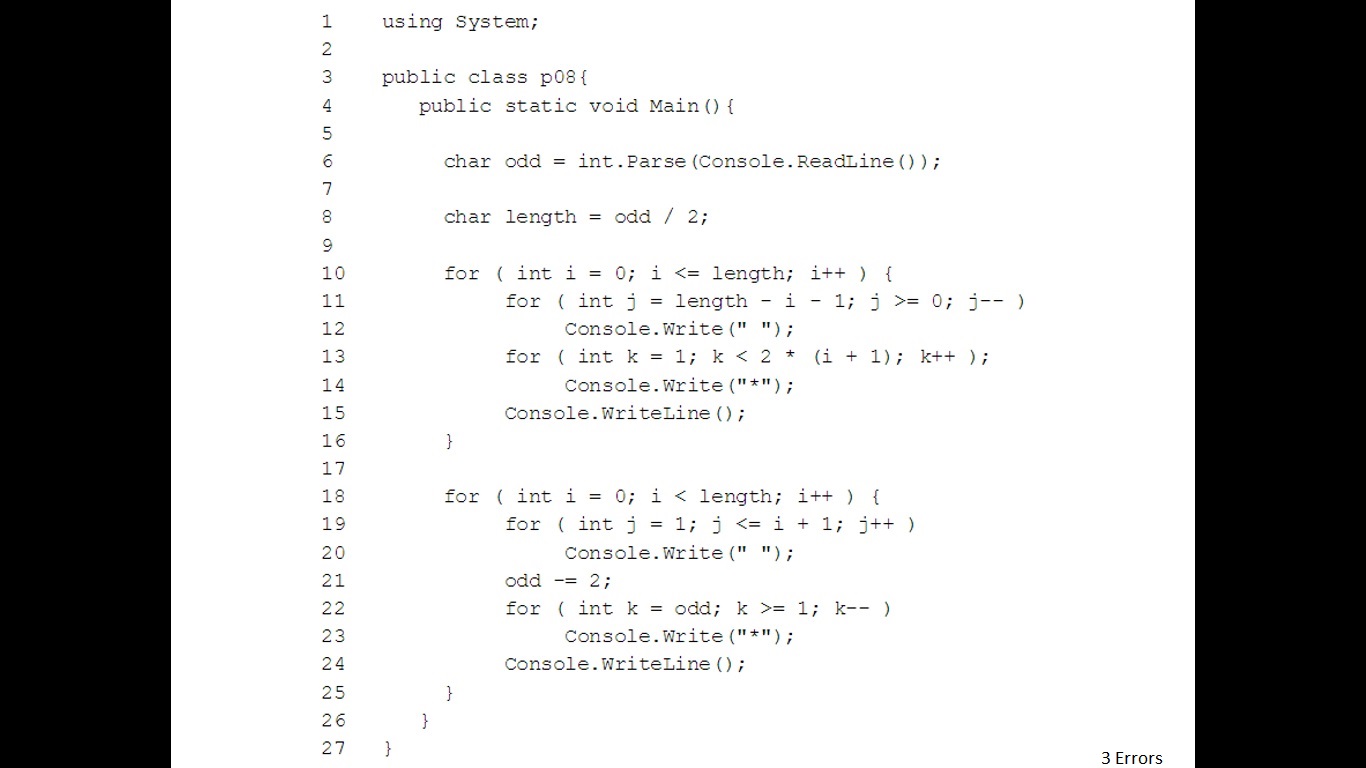 1 using System;
2
3 public class p08{
4 public static void Main(){
5
6 char odd = int.Parse(Console.ReadLine());
7
8 char length = odd / 2;
9
10 for ( int i = 0; i <= length; i++ ) {
11 for ( int j = length - i - 1; j >= 0; j-- )
12 Console.Write(" ");
13 for ( int k = 1; k < 2 * (i + 1); k++ );
14 Console.Write("*");
15 Console.WriteLine();
16 }
17
18 for ( int i = 0; i < length; i++ ) {
19 for ( int j = 1; j <= i + 1; j++ )
20 Console.Write(" ");
21 odd -= 2;
22 for ( int k = odd; k >= 1; k-- )
23 Console.Write("*");
24 Console.WriteLine();
25 }
26 }
27 }
3 Errors